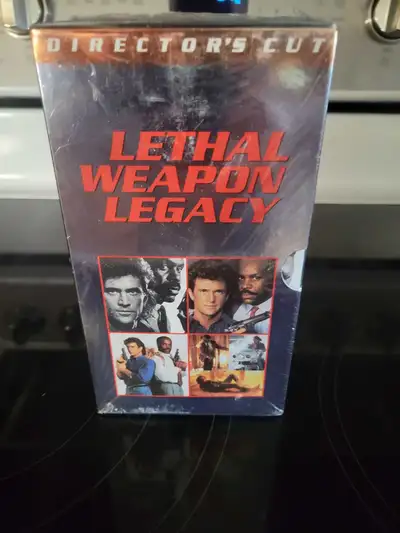 DIRECTOR'S CUT
LETHAL
WEAPON
LEGACY